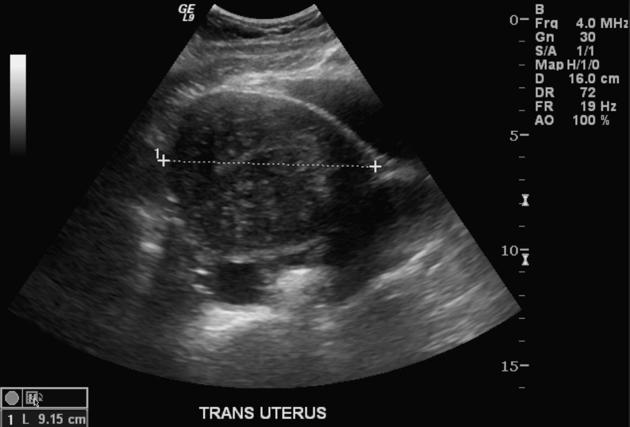 GE
L9
B
Frq 4.0 MHz
Gn 30
S/A 1/1
Map H/1/0
D 16.0 cm
DR 72
FR 19 Hz
AO 100 %
0
5
10
15
1
1 L 9.15 cm
TRANS UTERUS